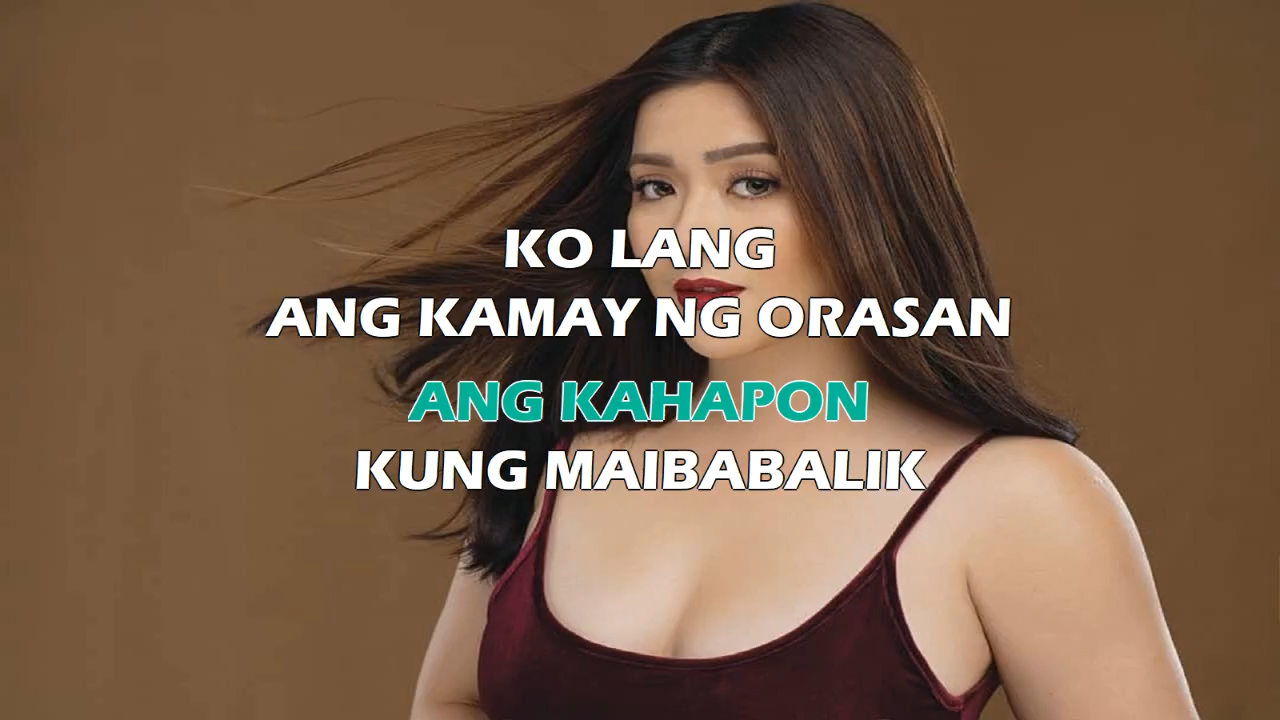 KO LANG
ANG KAMAY NG ORASAN
ANG KAHAPON
KUNG MAIBABALIK